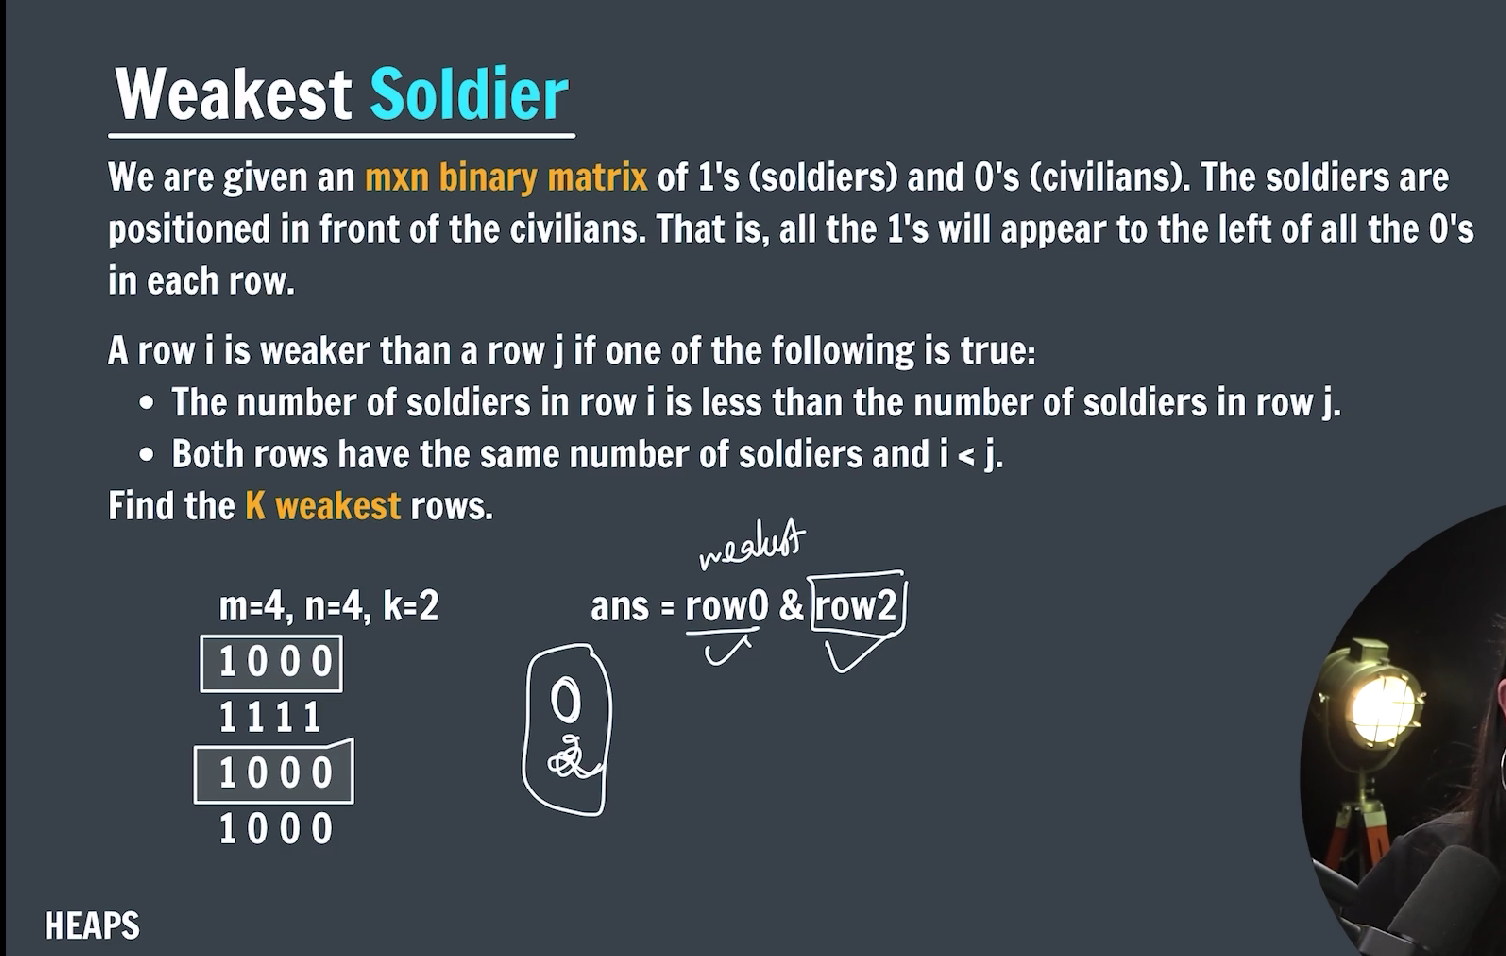 Weakest Soldier
We are given an mxn binary matrix of 1's (soldiers) and 0's (civilians). The soldiers are
positioned in front of the civilians. That is, all the 1's will appear to the left of all the 0's
in each row.
A row i is weaker than a row j if one of the following is true:
• The number of soldiers in row i is less than the number of soldiers in row j.
• Both rows have the same number of soldiers and i < j.
Find the K weakest rows.
weakest
m=4, n=4, k=2
ans = row0 & row2
1 0 0 0
1 1 1 1
1 0 0 0
1 0 0 0
0
2
HEAPS